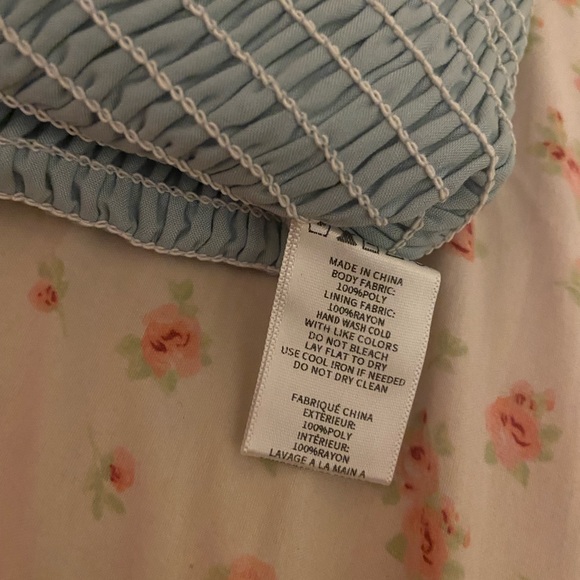 MADE IN CHINA
BODY FABRIC:
100%POLY
LINING FABRIC:
100%RAYON
HAND WASH COLD
WITH LIKE COLORS
DO NOT BLEACH
LAY FLAT TO DRY
USE COOL IRON IF NEEDED
DO NOT DRY CLEAN
FABRIQUÉ CHINA
EXTÉRIEUR:
100%POLY
INTÉRIEUR:
100%RAYON
LAVAGE A LA MAIN A